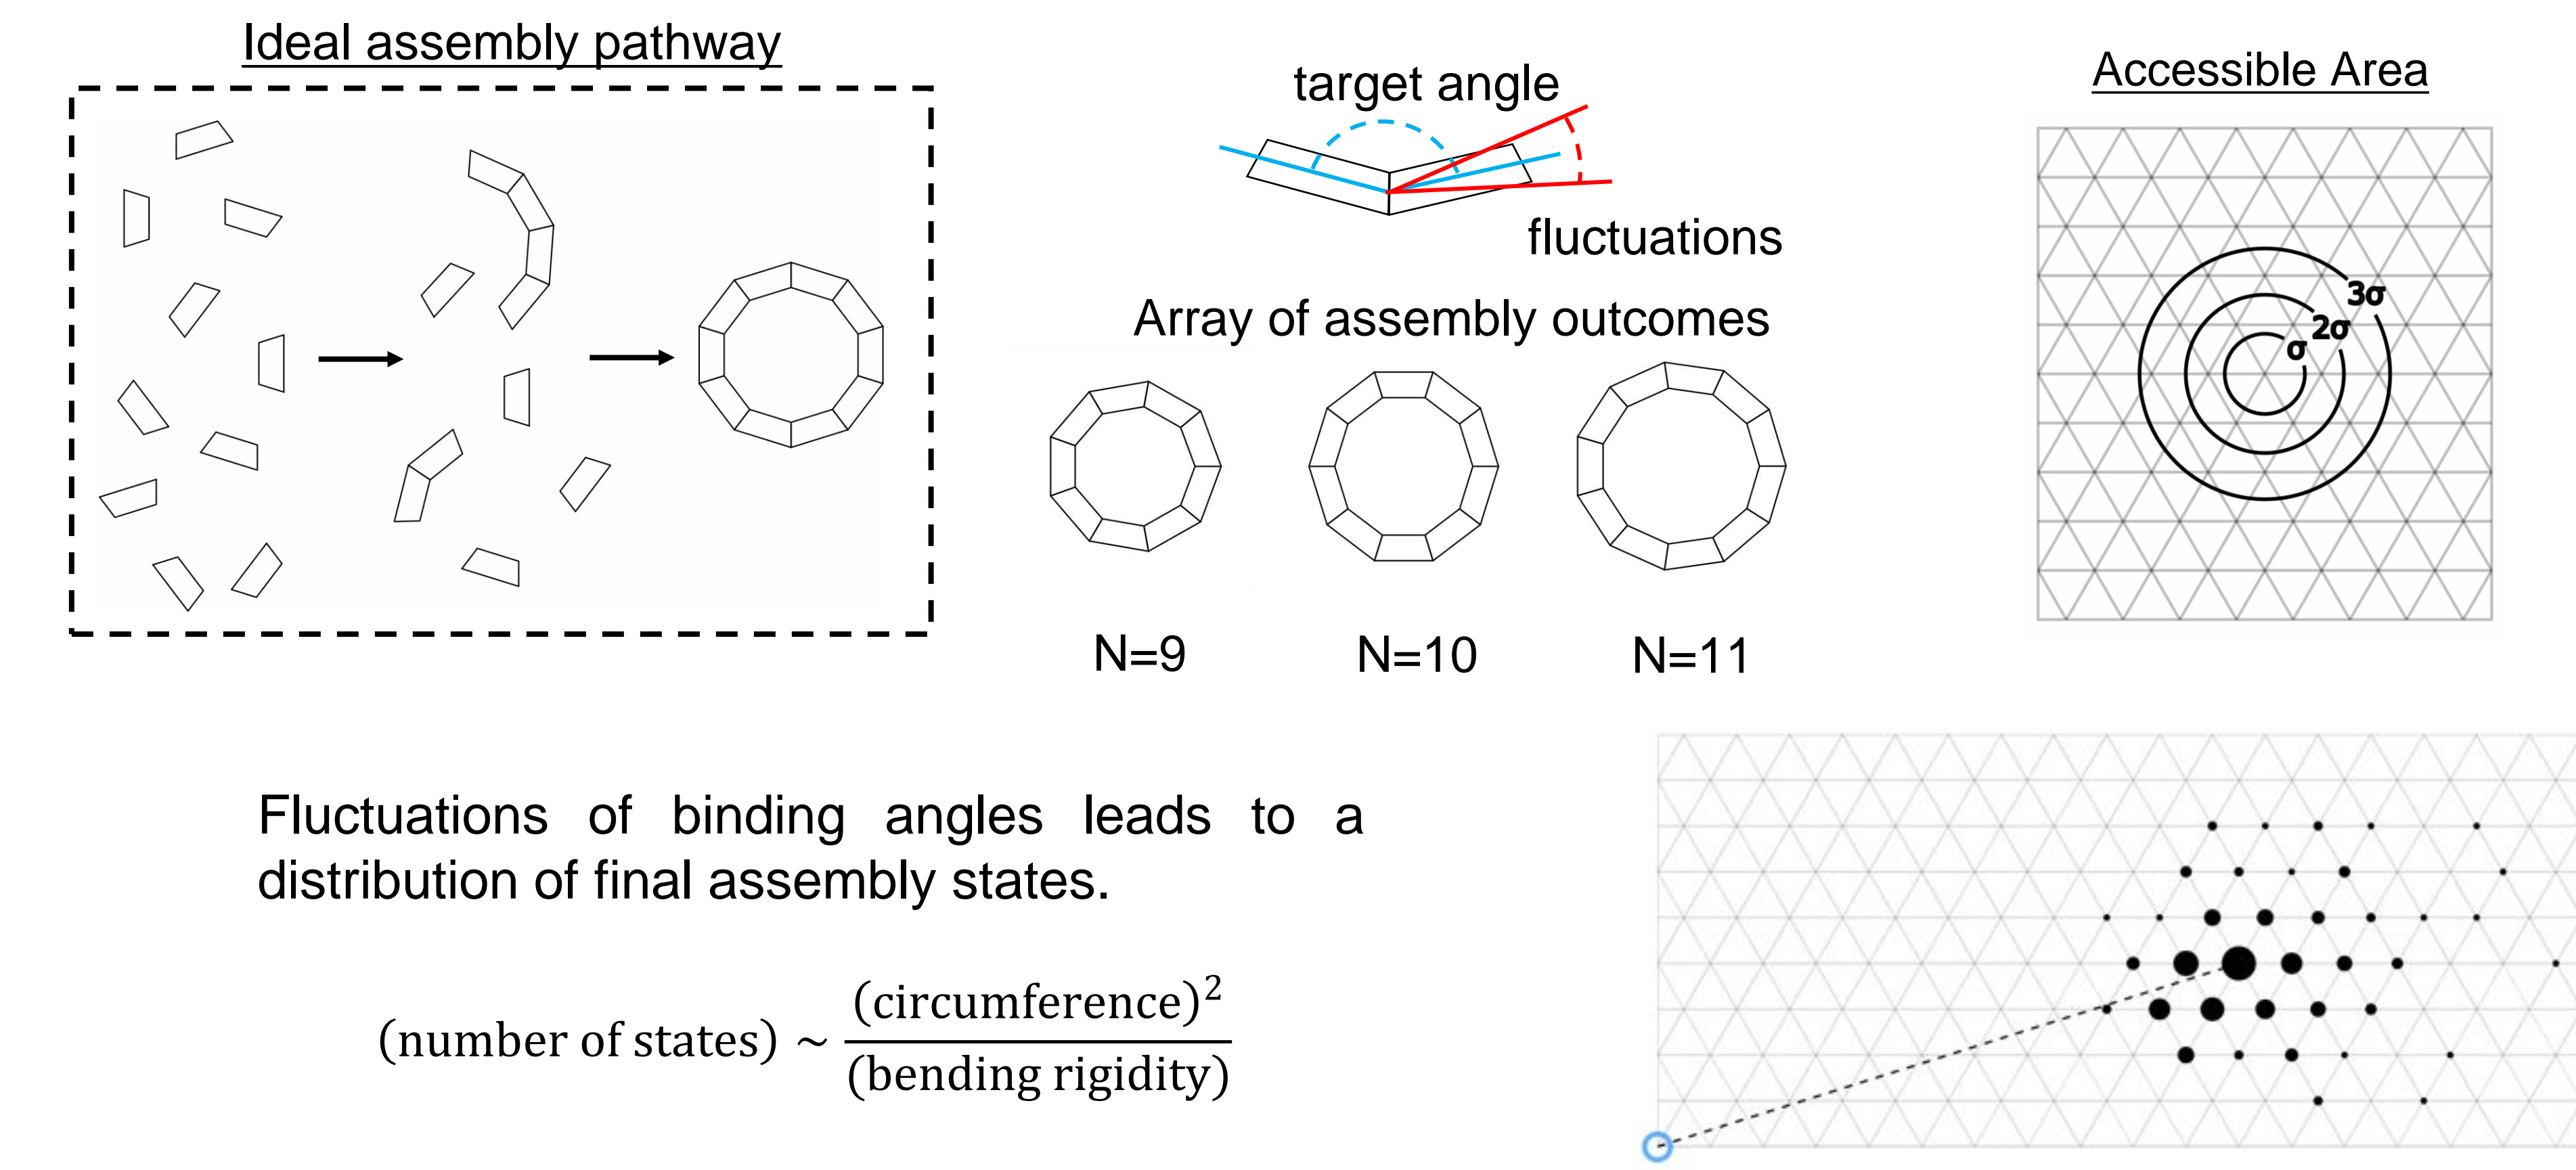 Ideal assembly pathway
target angle
fluctuations
Array of assembly outcomes
N=9
N=10
N=11
Accessible Area
3σ
2σ
σ
Fluctuations of binding angles leads to a
distribution of final assembly states.
(number of states) ~ (circumference)² / (bending rigidity)